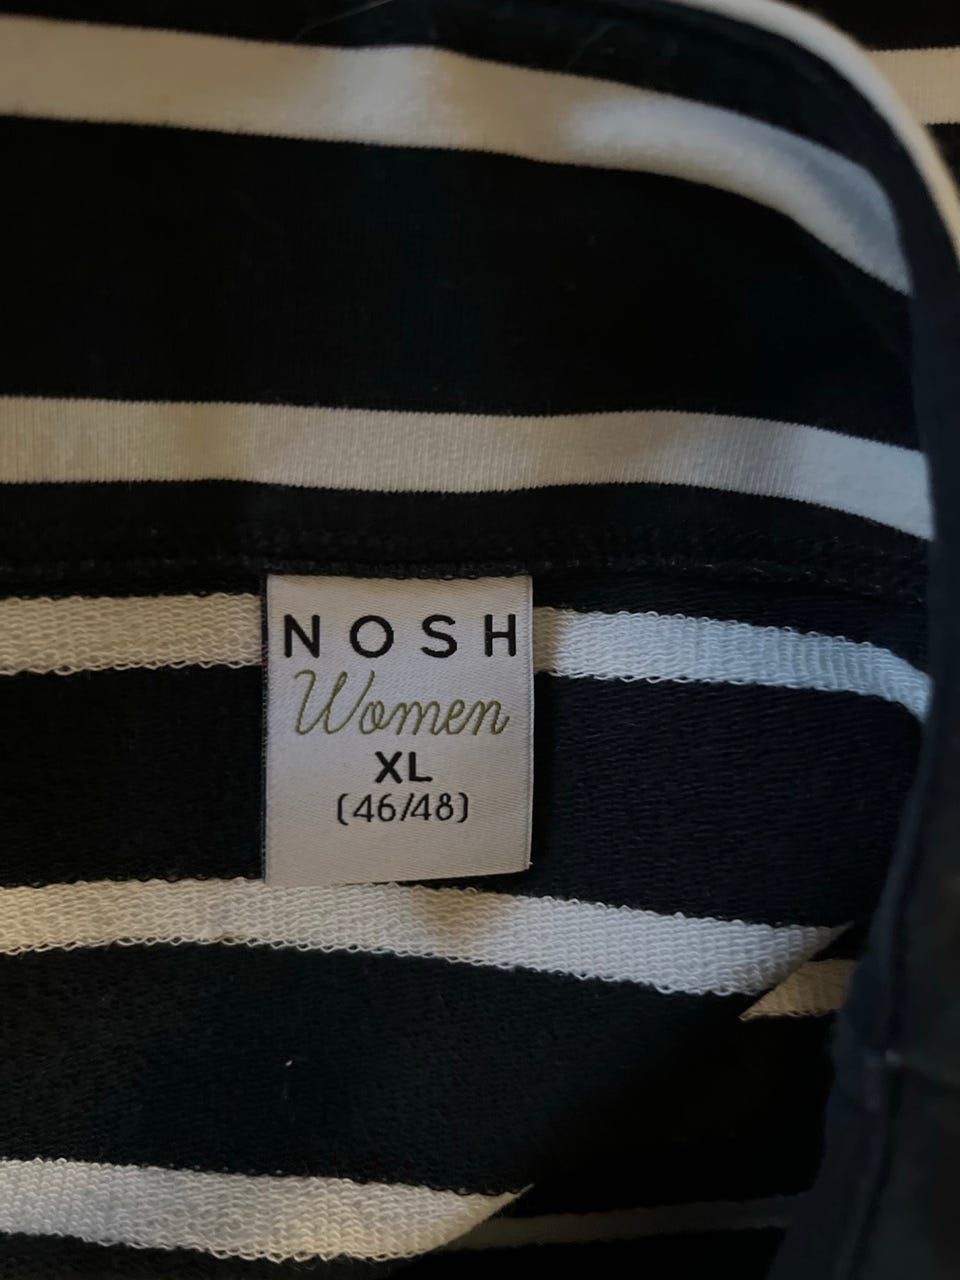 NOSH
Women
XL
(46/48)